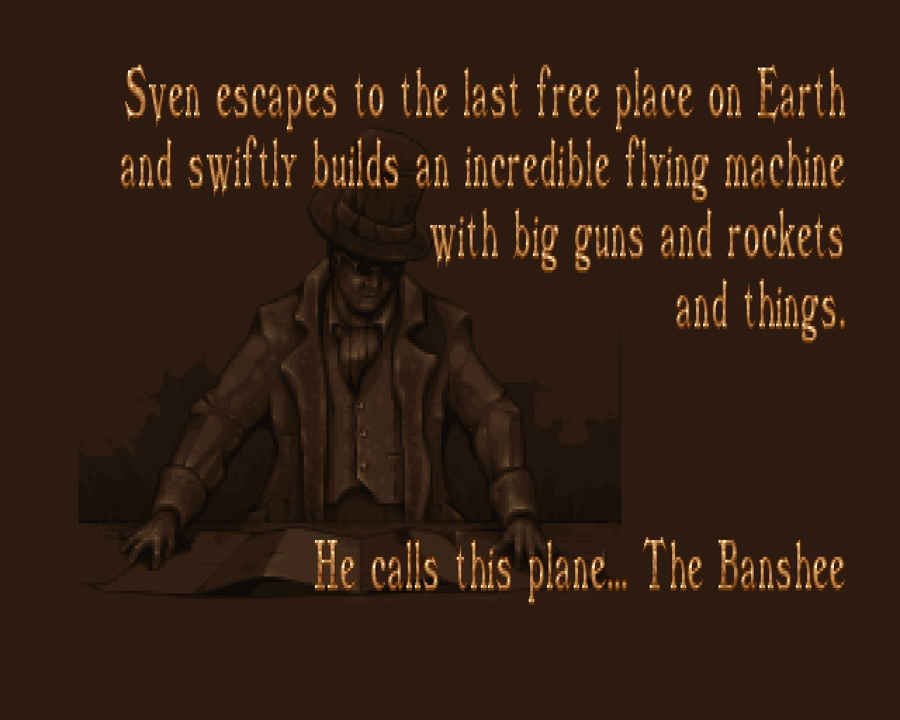 Sven escapes to the last free place on Earth
and swiftly builds an incredible flying machine
with big guns and rockets
and things.
He calls this plane... The Banshee